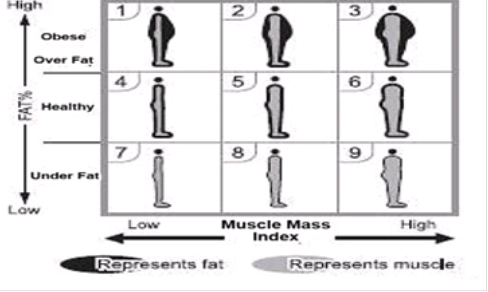 High
1 2 3
Obese
Over Fat
4 5 6
Healthy
FAT%
7 8 9
Under Fat
Low
Low Muscle Mass High
Index
Represents fat Represents muscle